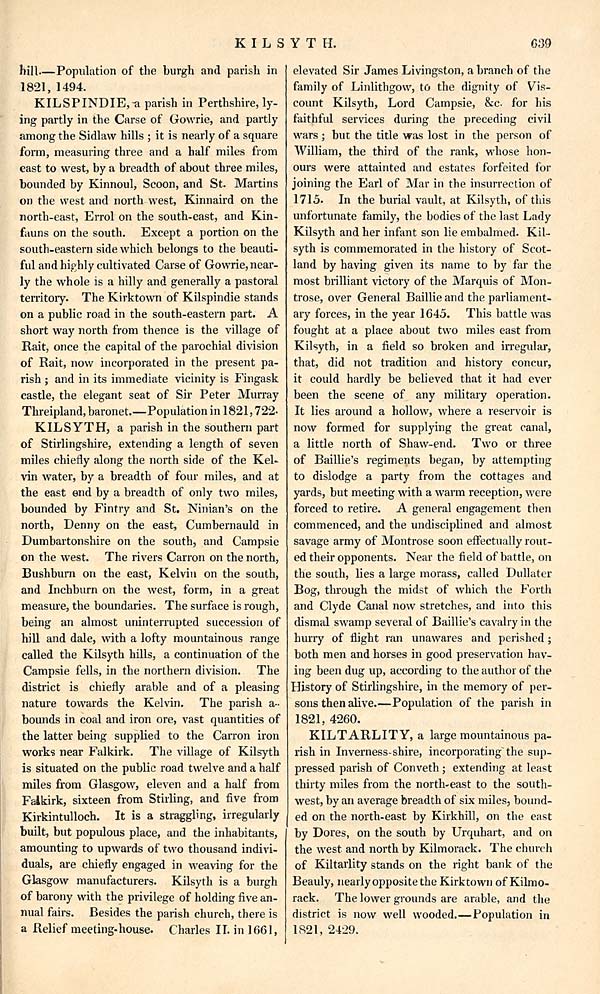 KILSYTH. 639
hill.—Population of the burgh and parish in
1821, 1494.
KILSPINDIE, a parish in Perthshire, ly-
ing partly in the Carse of Gowrie, and partly
among the Sidlaw hills ; it is nearly of a square
form, measuring three and a half miles from
east to west, by a breadth of about three miles,
bounded by Kinnoul, Scoon, and St. Martins
on the west and north west, Kinnaird on the
north-east, Errol on the south-east, and Kin-
fauns on the south. Except a portion on the
south-eastern side which belongs to the beauti-
ful and highly cultivated Carse of Gowrie, near-
ly the whole is a hilly and generally a pastoral
territory. The Kirktown of Kilspindie stands
on a public road in the south-eastern part. A
short way north from thence is the village of
Rait, once the capital of the parochial division
of Rait, now incorporated in the present pa-
rish ; and in its immediate vicinity is Fingask
castle, the elegant seat of Sir Peter Murray
Threipland, baronet.—Population in 1821, 722.
KILSYTH, a parish in the southern part
of Stirlingshire, extending a length of seven
miles chiefly along the north side of the Kel-
vin water, by a breadth of four miles, and at
the east end by a breadth of only two miles,
bounded by Fintry and St. Ninian's on the
north, Denny on the east, Cumbernauld in
Dumbartonshire on the south, and Campsie
on the west. The rivers Carron on the north,
Bushburn on the east, Kelvin on the south,
and Inchburn on the west, form, in a great
measure, the boundaries. The surface is rough,
being an almost uninterrupted succession of
hill and dale, with a lofty mountainous range
called the Kilsyth hills, a continuation of the
Campsie fells, in the northern division. The
district is chiefly arable and of a pleasing
nature towards the Kelvin. The parish a-
bounds in coal and iron ore, vast quantities of
the latter being supplied to the Carron iron
works near Falkirk. The village of Kilsyth
is situated on the public road twelve and a half
miles from Glasgow, eleven and a half from
Falkirk, sixteen from Stirling, and five from
Kirkintulloch. It is a straggling, irregularly
built, but populous place, and the inhabitants,
amounting to upwards of two thousand indivi-
duals, are chiefly engaged in weaving for the
Glasgow manufacturers. Kilsyth is a burgh
of barony with the privilege of holding five an-
nual fairs. Besides the parish church, there is
a Relief meeting-house. Charles II. in 1661,
elevated Sir James Livingston, a branch of the
family of Linlithgow, to the dignity of Vis-
count Kilsyth, Lord Campsie, &c. for his
faithful services during the preceding civil
wars ; but the title was lost in the person of
William, the third of the rank, whose hon-
ours were attainted and estates forfeited for
joining the Earl of Mar in the insurrection of
1715. In the burial vault, at Kilsyth, of this
unfortunate family, the bodies of the last Lady
Kilsyth and her infant son lie embalmed. Kil-
syth is commemorated in the history of Scot-
land by having given its name to by far the
most brilliant victory of the Marquis of Mon-
trose, over General Baillie and the parliament-
ary forces, in the year 1645. This battle was
fought at a place about two miles east from
Kilsyth, in a field so broken and irregular,
that, did not tradition and history concur,
it could hardly be believed that it had ever
been the scene of any military operation.
It lies around a hollow, where a reservoir is
now formed for supplying the great canal,
a little north of Shaw-end. Two or three
of Baillie's regiments began, by attempting
to dislodge a party from the cottages and
yards, but meeting with a warm reception, were
forced to retire. A general engagement then
commenced, and the undisciplined and almost
savage army of Montrose soon effectually rout-
ed their opponents. Near the field of battle, on
the south, lies a large morass, called Dullater
Bog, through the midst of which the Forth
and Clyde Canal now stretches, and into this
dismal swamp several of Baillie's cavalry in the
hurry of flight ran unawares and perished ;
both men and horses in good preservation hav-
ing been dug up, according to the author of the
History of Stirlingshire, in the memory of per-
sons then alive.—Population of the parish in
1821, 4260.
KILTARLITY, a large mountainous pa-
rish in Inverness-shire, incorporating the sup-
pressed parish of Conveth ; extending at least
thirty miles from the north-east to the south-
west, by an average breadth of six miles, bound-
ed on the north-east by Kirkhill, on the east
by Dores, on the south by Urquhart, and on
the west and north by Kilmorack. The church
of Kiltarlity stands on the right bank of the
Beauly, nearly opposite the Kirktown of Kilmo-
rack. The lower grounds are arable, and the
district is now well wooded.—Population in
1821, 2429.